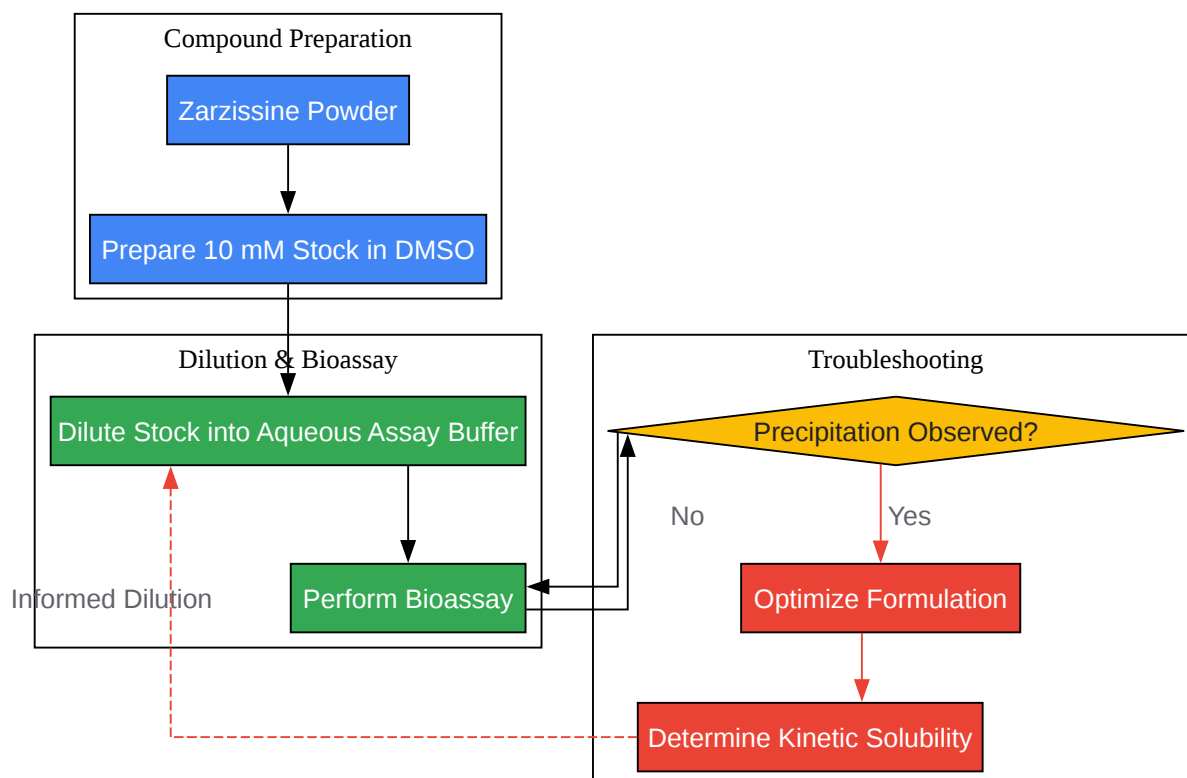 Compound Preparation
Zarzissine Powder
Prepare 10 mM Stock in DMSO
Dilution & Bioassay
Dilute Stock into Aqueous Assay Buffer
Perform Bioassay
Informed Dilution
Troubleshooting
Precipitation Observed?
No
Yes
Optimize Formulation
Determine Kinetic Solubility